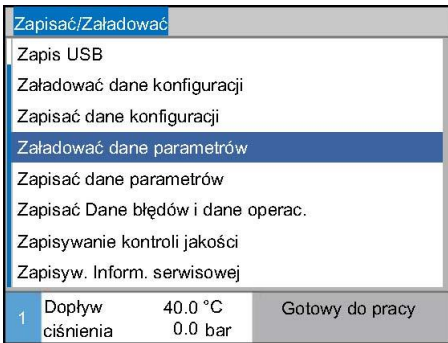 Zapisać/Załadować
Zapis USB
Załadować dane konfiguracji
Zapisać dane konfiguracji
Załadować dane parametrów
Zapisać dane parametrów
Zapisać Dane błędów i dane operac.
Zapisywanie kontroli jakości
Zapisyw. Inform. serwisowej
1 Dopływ 40.0 °C Gotowy do pracy
ciśnienia 0.0 bar